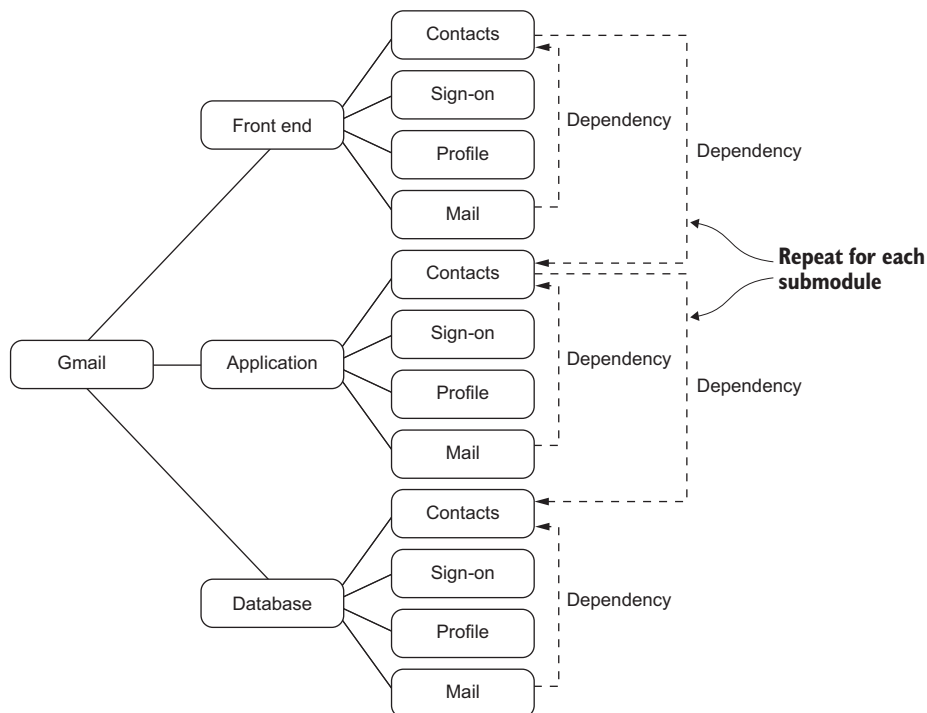 Contacts
Sign-on
Dependency
Front end
Dependency
Profile
Mail
Repeat for each
submodule
Contacts
Sign-on
Dependency
Gmail
Application
Dependency
Profile
Mail
Contacts
Sign-on
Database
Dependency
Profile
Mail